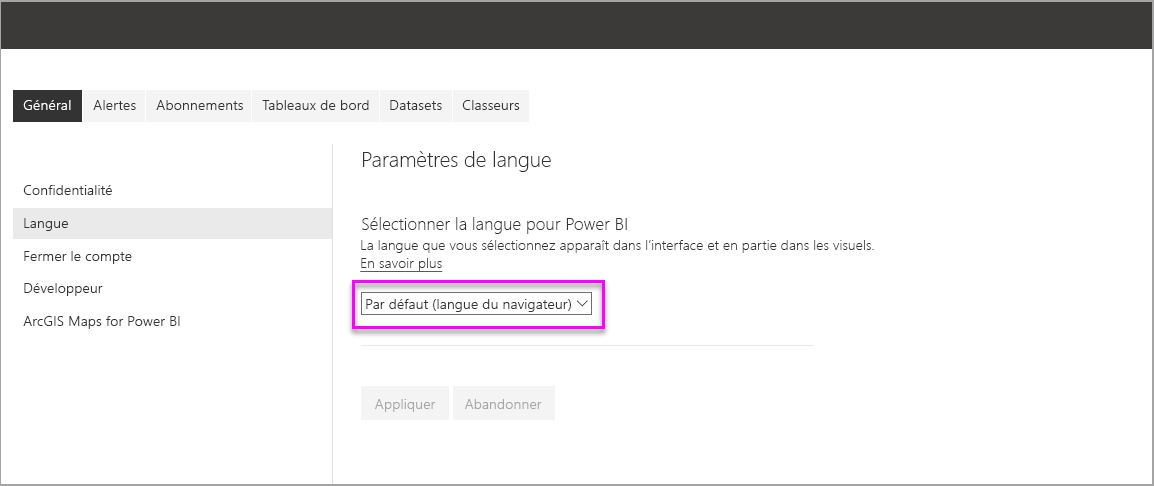 Général
Alertes
Abonnements
Tableaux de bord
Datasets
Classeurs
Confidentialité
Langue
Fermer le compte
Développeur
ArcGIS Maps for Power BI
Paramètres de langue
Sélectionner la langue pour Power BI
La langue que vous sélectionnez apparaît dans l'interface et en partie dans les visuels.
En savoir plus
Par défaut (langue du navigateur)
Appliquer
Abandonner